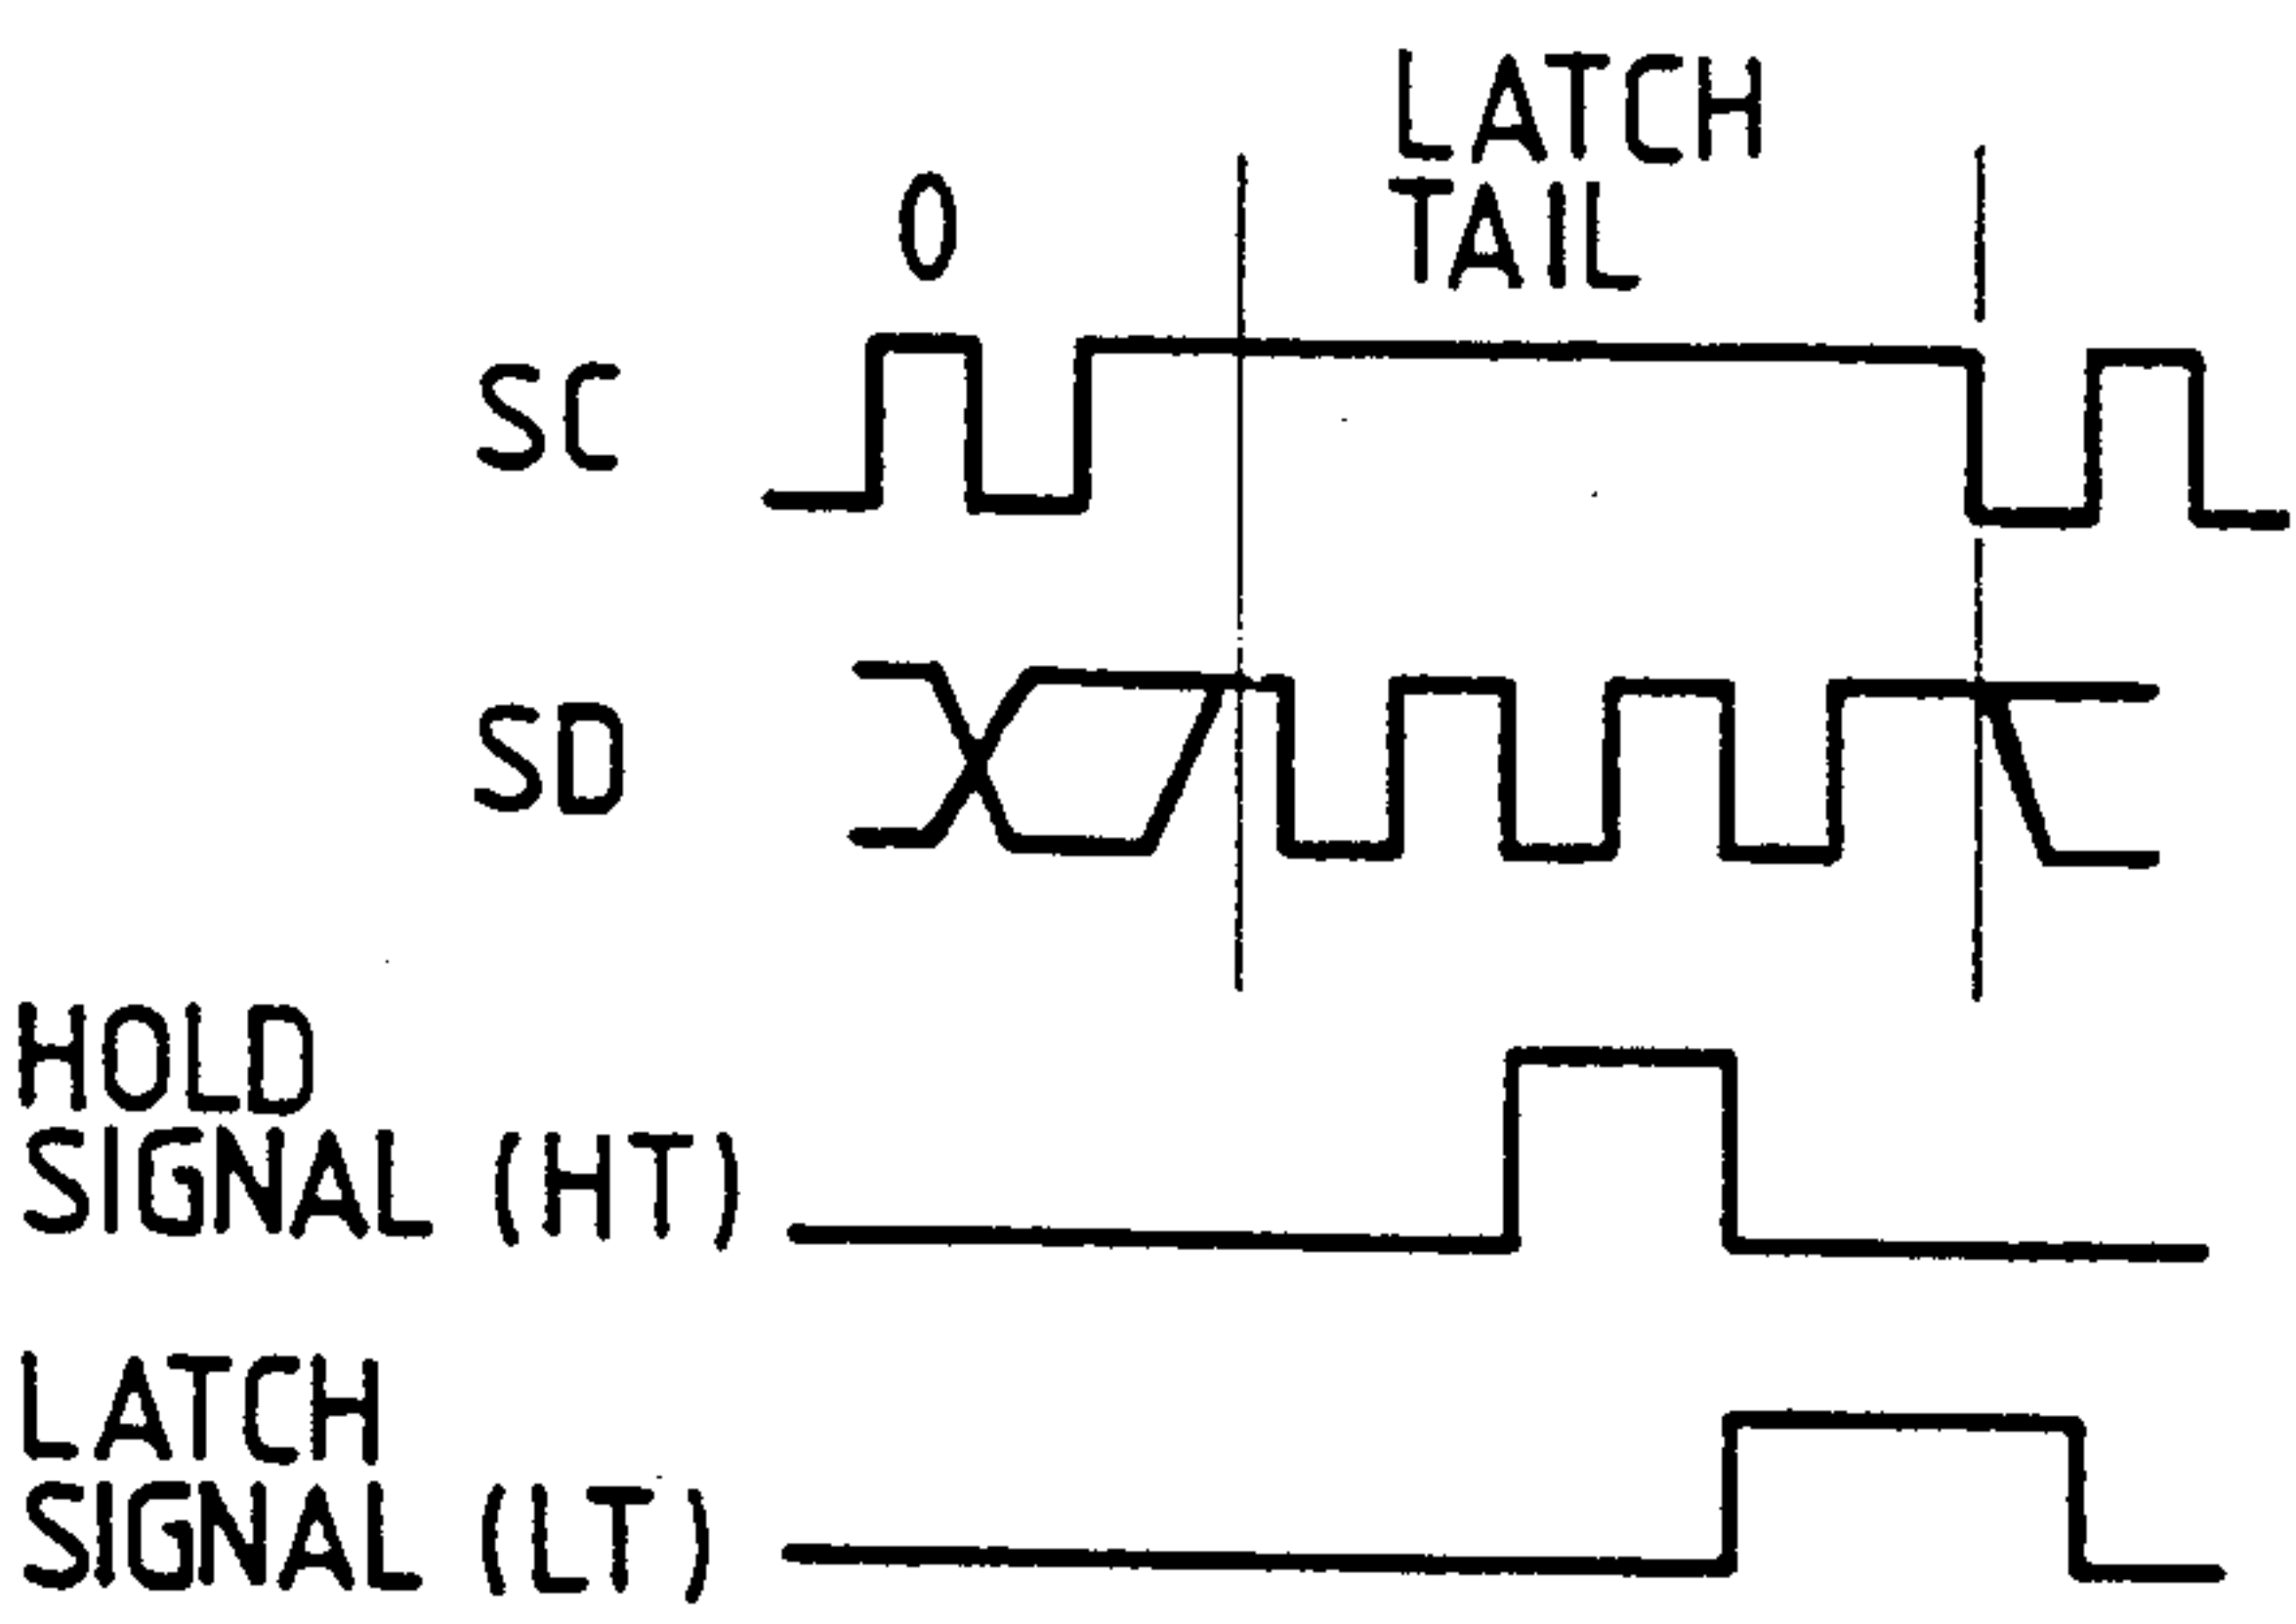 LATCH
TAIL
0
SC
SD
HOLD
SIGNAL (HT)
LATCH
SIGNAL (LT)